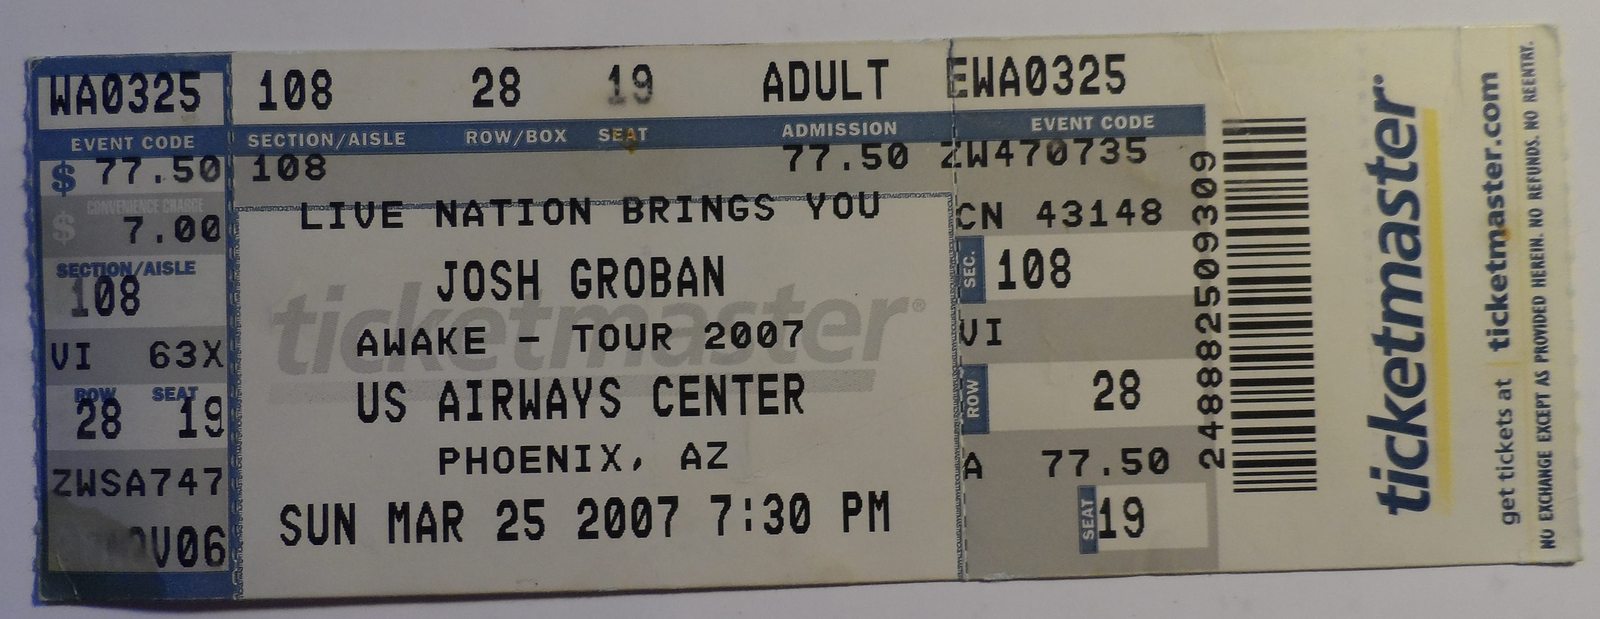 WA0325
EVENT CODE
$ 77.50
CONVENIENCE CHARGE
$ 7.00
SECTION/AISLE
108
VI 63X
ROW SEAT
28 19
ZWSA747
OV06
108 28 19 ADULT
SECTION/AISLE ROW/BOX SEAT ADMISSION
108 77.50
LIVE NATION BRINGS YOU
JOSH GROBAN
AWAKE - TOUR 2007
US AIRWAYS CENTER
PHOENIX, AZ
SUN MAR 25 2007 7:30 PM
ticketmaster®
EWA0325
EVENT CODE
ZW470735
CN 43148
SEC. 108
VI
ROW 28
A 77.50
SEAT 19
248882509309
ticketmaster®
get tickets at ticketmaster.com
NO EXCHANGE EXCEPT AS PROVIDED HEREIN. NO REFUNDS. NO REENTRY.